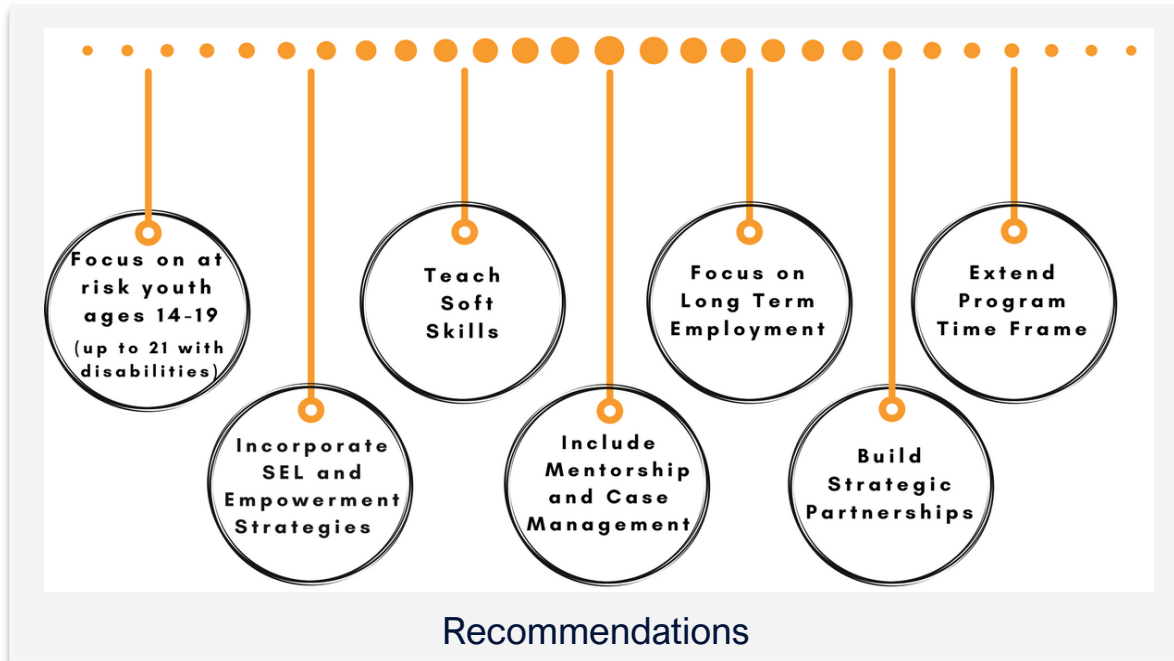 Focus on at
risk youth
ages 14-19
(up to 21 with
disabilities)
Incorporate
SEL and
Empowerment
Strategies
Teach
Soft
Skills
Include
Mentorship
and Case
Management
Focus on
Long Term
Employment
Build
Strategic
Partnerships
Extend
Program
Time Frame
Recommendations